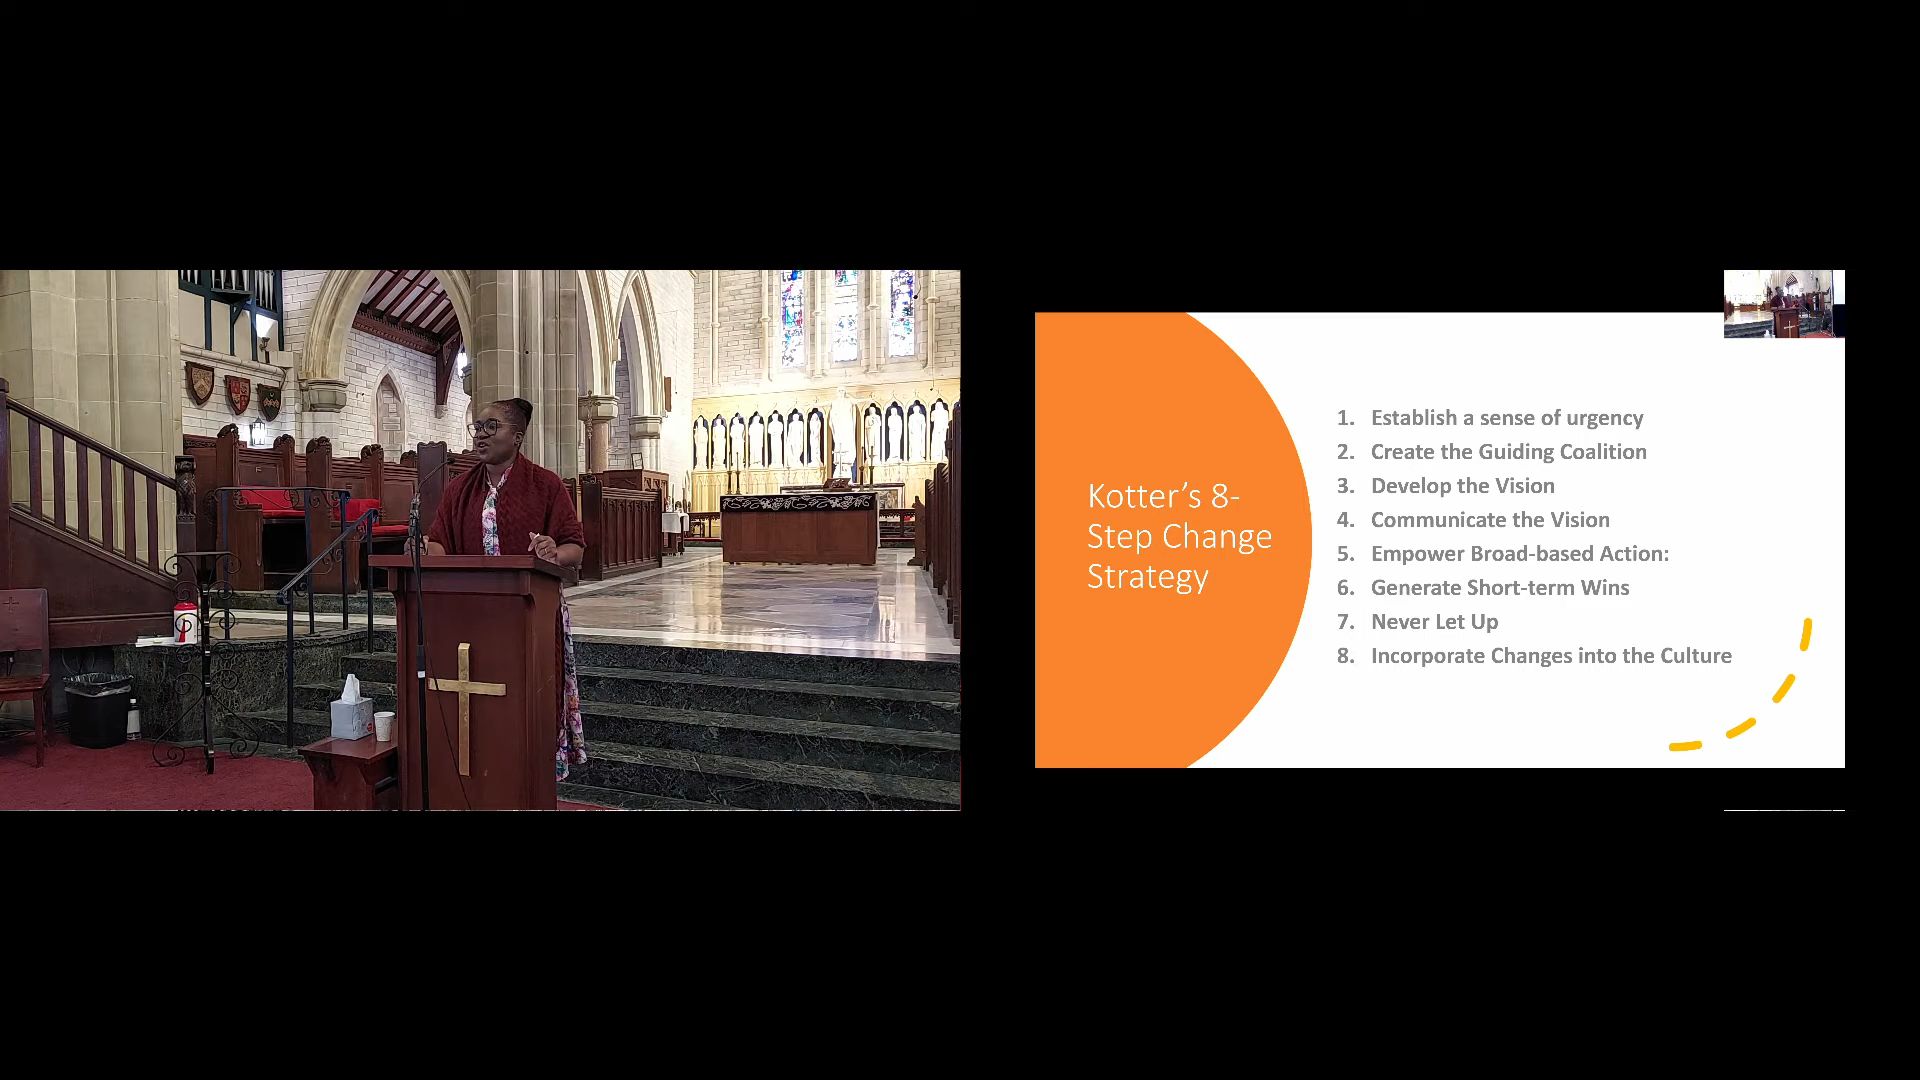 Kotter's 8-
Step Change
Strategy
1. Establish a sense of urgency
2. Create the Guiding Coalition
3. Develop the Vision
4. Communicate the Vision
5. Empower Broad-based Action:
6. Generate Short-term Wins
7. Never Let Up
8. Incorporate Changes into the Culture